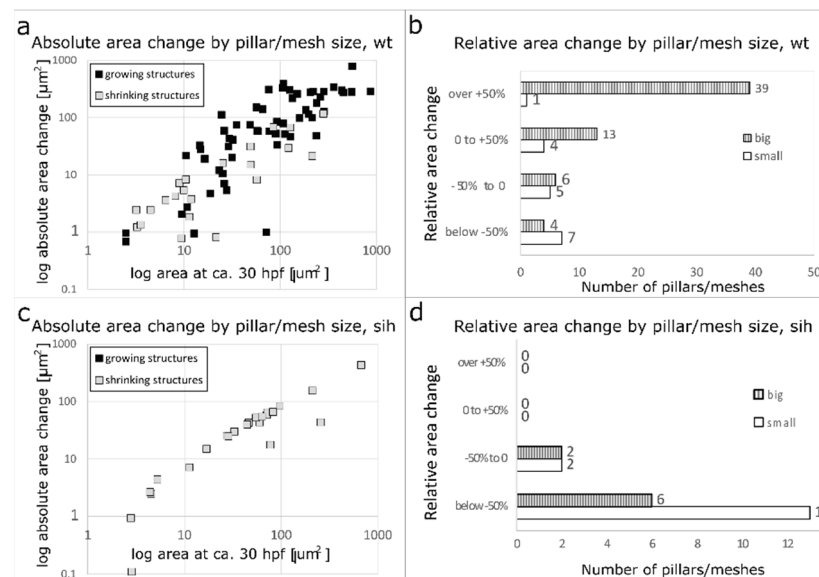 a
Absolute area change by pillar/mesh size, wt
log absolute area change [µm²]
1000
100
10
1
0.1
growing structures
shrinking structures
1 10 100 1000
log area at ca. 30 hpf [µm²]
b
Relative area change by pillar/mesh size, wt
Relative area change
over +50%
0 to +50%
-50% to 0
below -50%
39
1
13
4
6
5
4
7
big
small
0 10 20 30 40 50
Number of pillars/meshes
c
Absolute area change by pillar/mesh size, sih
log absolute area change [µm²]
1000
100
10
1
0.1
growing structures
shrinking structures
1 10 100 1000
log area at ca. 30 hpf [µm²]
d
Relative area change by pillar/mesh size, sih
Relative area change
over +50%
0 to +50%
-50% to 0
below -50%
0
0
0
0
2
2
6
1
big
small
0 2 4 6 8 10 12
Number of pillars/meshes